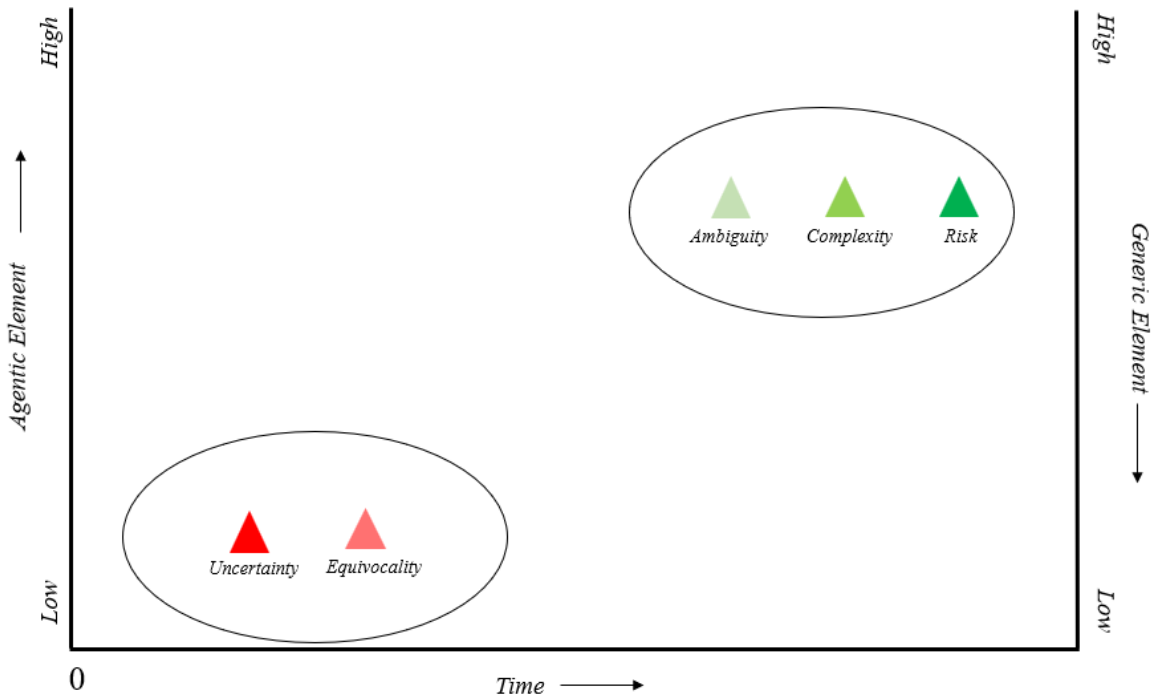 High
High
Agentic Element
Generic Element
Ambiguity
Complexity
Risk
Uncertainty
Equivocality
Low
Low
0
Time